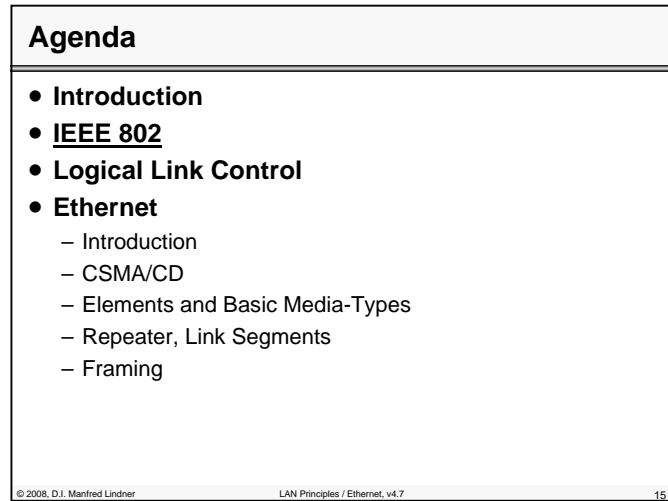 Agenda
• Introduction
• IEEE 802
• Logical Link Control
• Ethernet
– Introduction
– CSMA/CD
– Elements and Basic Media-Types
– Repeater, Link Segments
– Framing
© 2008, D.I. Manfred Lindner LAN Principles / Ethernet, v4.7 15